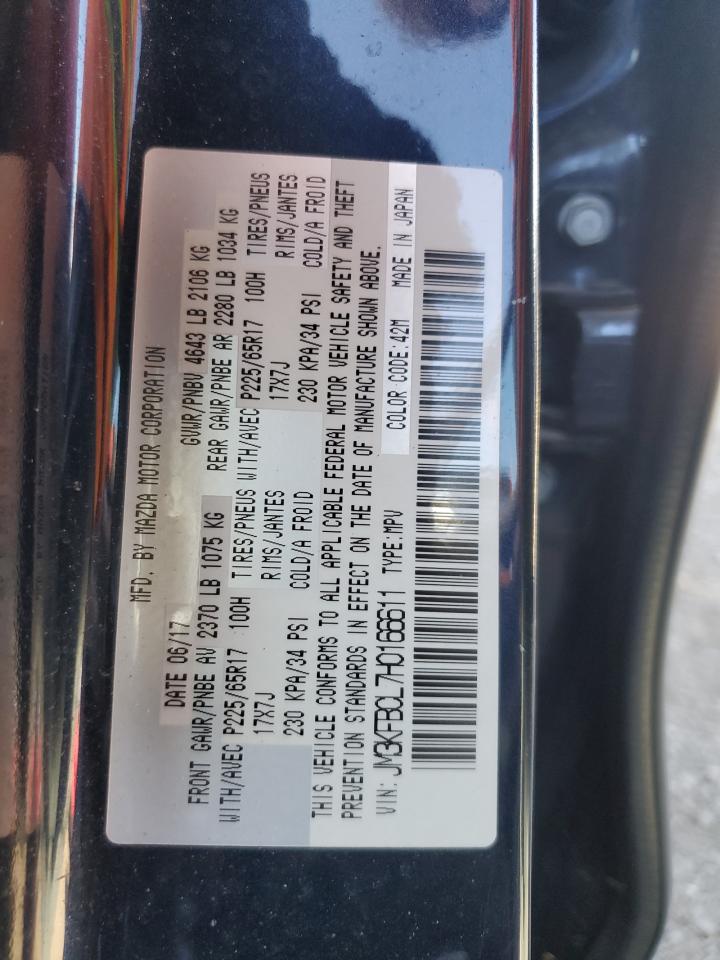 MFD. BY MAZDA MOTOR CORPORATION
DATE 06/17 GVWR/PNBV 4643 LB 2106 KG
FRONT GAWR/PNBE AV 2370 LB 1075 KG REAR GAWR/PNBE AR 2280 LB 1034 KG
WITH/AVEC P225/65R17 100H TIRES/PNEUS WITH/AVEC P225/65R17 100H TIRES/PNEUS
17X7J RIMS/JANTES 17X7J RIMS/JANTES
230 KPA/34 PSI COLD/A FROID 230 KPA/34 PSI COLD/A FROID
THIS VEHICLE CONFORMS TO ALL APPLICABLE FEDERAL MOTOR VEHICLE SAFETY AND THEFT
PREVENTION STANDARDS IN EFFECT ON THE DATE OF MANUFACTURE SHOWN ABOVE.
VIN: JM3KFBCL7H0166611 TYPE:MPV COLOR CODE:42M MADE IN JAPAN